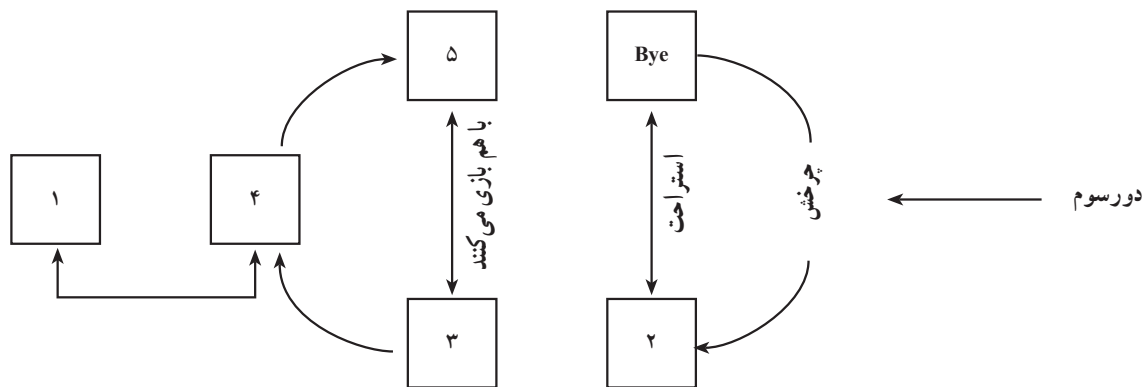 ۵
Bye
با هم بازی می‌کنند
استراحت
چرخش
دورسوم
۱
۴
۳
۲